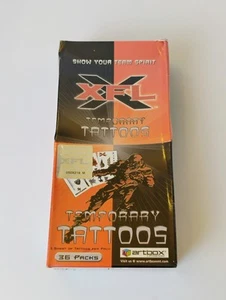 SHOW YOUR TEAM SPIRIT
XFL
TEMPORARY
TATTOOS
TEMPORARY
TATTOOS
36 PACKS
artbox